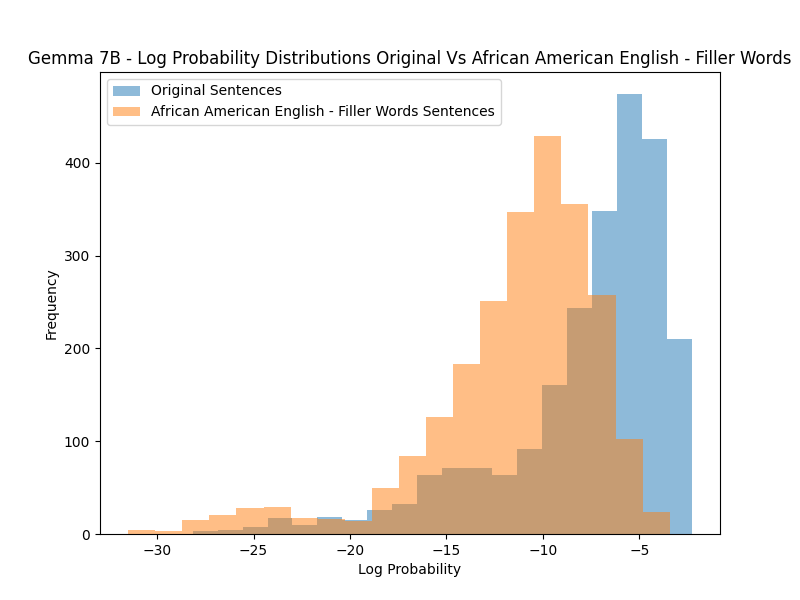 Gemma 7B - Log Probability Distributions Original Vs African American English - Filler Words
Original Sentences
African American English - Filler Words Sentences
400
300
200
100
0
Frequency
−30
−25
−20
−15
−10
−5
Log Probability